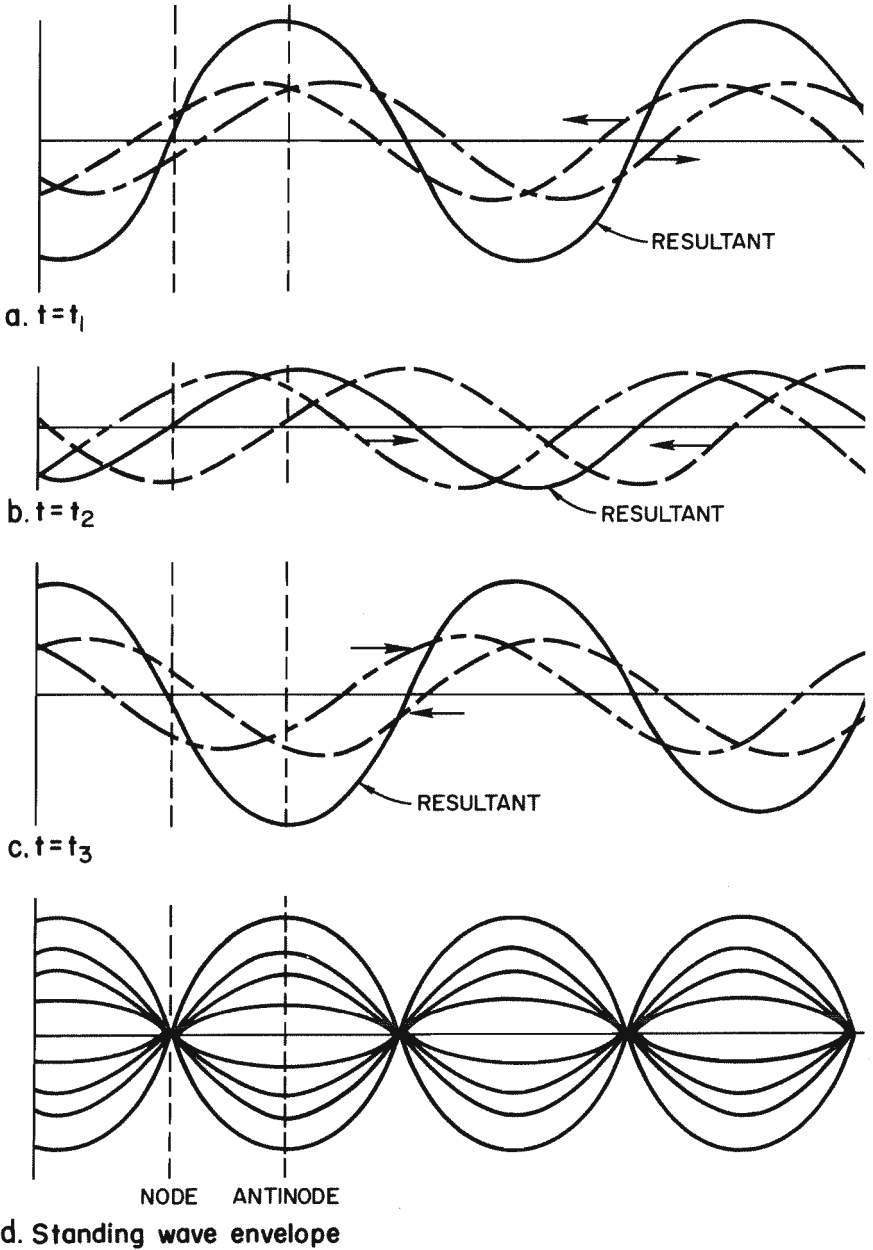 RESULTANT
a. t=t₁
RESULTANT
b. t=t₂
RESULTANT
c. t=t₃
NODE ANTINODE
d. Standing wave envelope